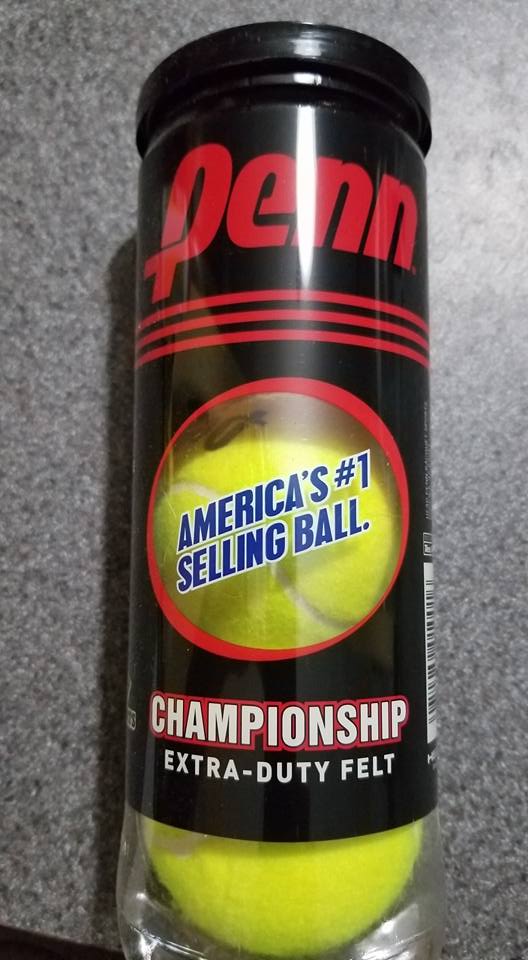 Penn
AMERICA'S #1
SELLING BALL.
CHAMPIONSHIP
EXTRA-DUTY FELT